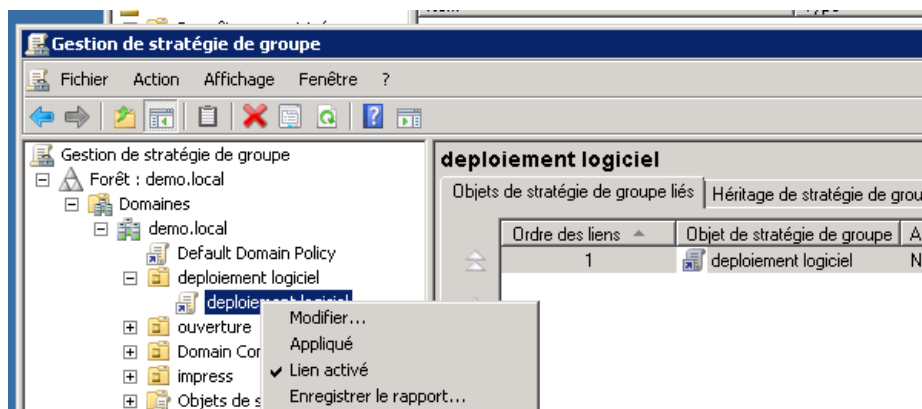 Gestion de stratégie de groupe
Fichier Action Affichage Fenêtre ?
Gestion de stratégie de groupe
Forêt : demo.local
Domaines
demo.local
Default Domain Policy
deploiement logiciel
ouverture
Domain Cor
impress
Objets de s
Modifier...
Appliqué
Lien activé
Enregistrer le rapport...
deploiement logiciel
Objets de stratégie de groupe liés Héritage de stratégie de grou
Ordre des liens Objet de stratégie de groupe A
1 deploiement logiciel N